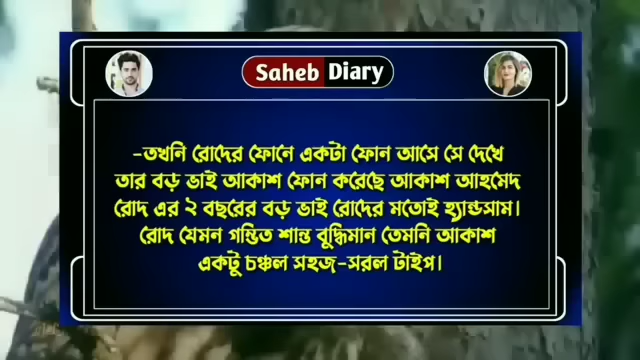 Saheb Diary
-তখনি রোদের ফোনে একটা ফোন আসে সে দেখে
তার বড় ভাই আকাশ ফোন করেছে আকাশ আহমেদ
রোদ এর ২ বছরের বড় ভাই রোদের মতোই হ্যান্ডসাম।
রোদ যেমন গম্ভিত শান্ত বুদ্ধিমান তেমনি আকাশ
একটু চঞ্চল সহজ-সরল টাইপ।